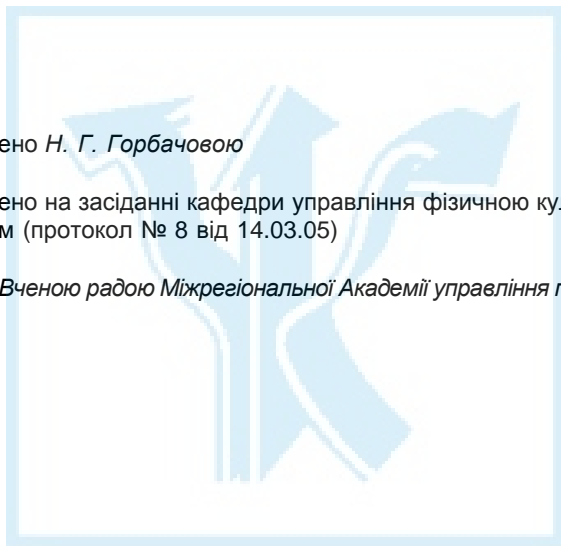 ено Н. Г. Горбачовою
ено на засіданні кафедри управління фізичною ку
м (протокол № 8 від 14.03.05)
Вченою радою Міжрегіональної Академії управління п